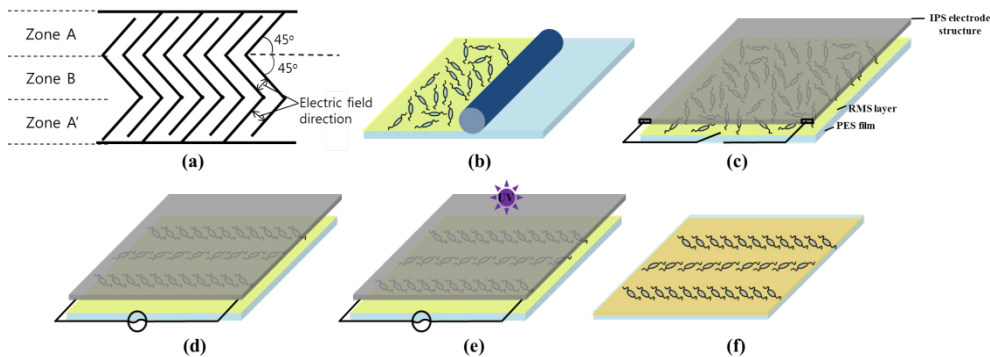 Zone A
Zone B
Zone A'
45°
45°
Electric field
direction
(a)
(b)
IPS electrode
structure
RMS layer
PES film
(c)
(d)
UV
(e)
(f)